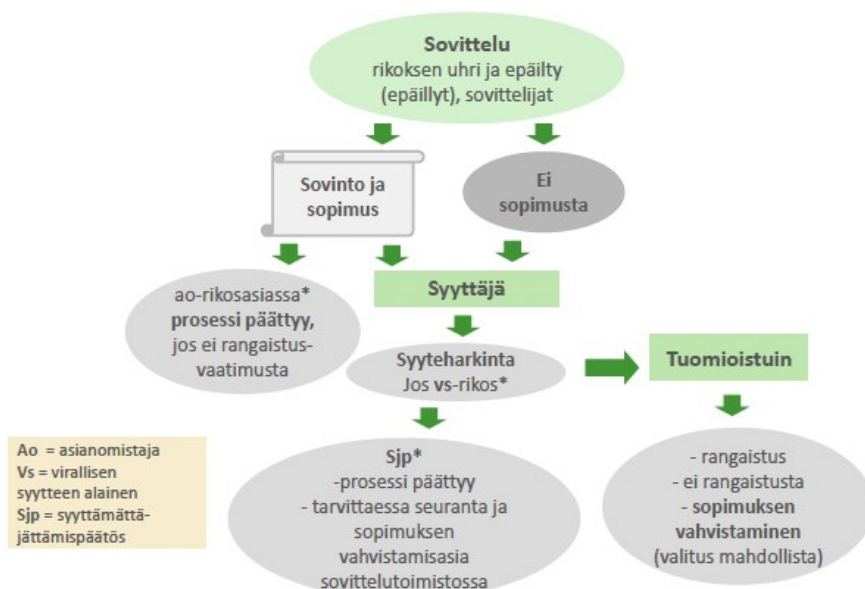 Sovittelu
rikoksen uhri ja epäilty
(epäillyt), sovittelijat
Sovinto ja
sopimus
Ei
sopimusta
ao-rikosasiassa*
prosessi päättyy,
jos ei rangaistus-
vaatimusta
Syyttäjä
Syyteharkinta
Jos vs-rikos*
Tuomioistuin
Ao = asianomistaja
Vs = virallisen
syytteen alainen
Sjp = syyttämättä-
jättämispäätös
Sjp*
-prosessi päättyy
- tarvittaessa seuranta ja
sopimuksen
vahvistamisasia
sovittelutoimistossa
- rangaistus
- ei rangaistusta
- sopimuksen
vahvistaminen
(valitus mahdollista)